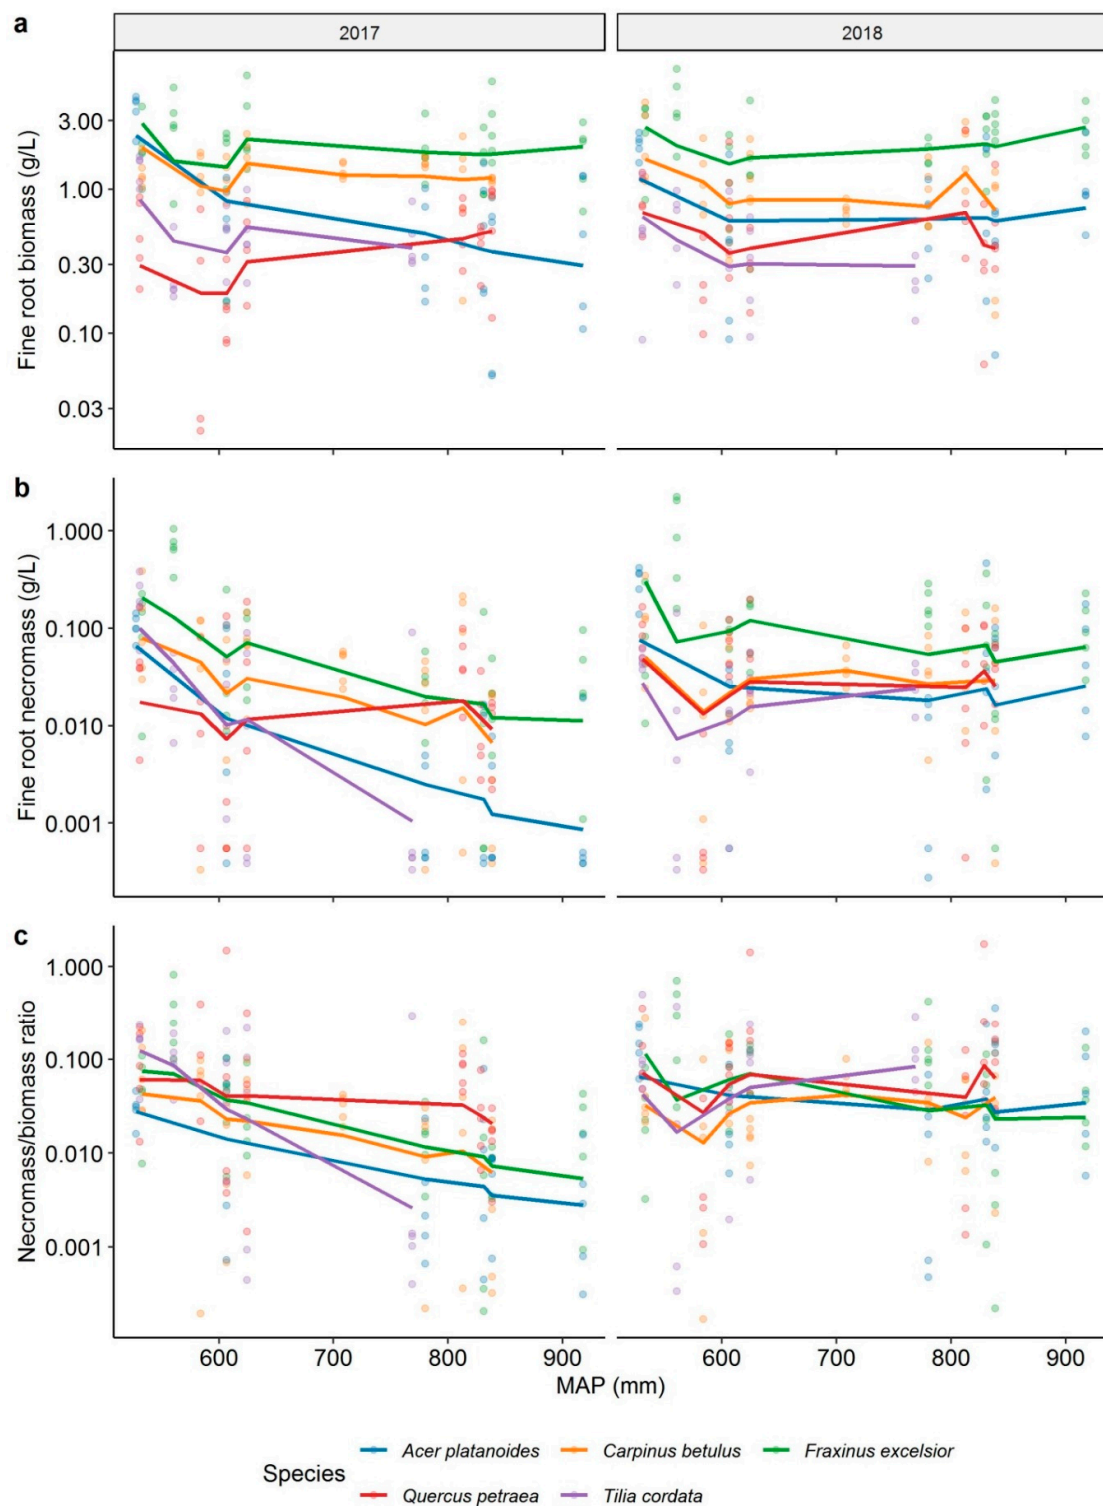 a
2017 2018
Fine root biomass (g/L)
3.00
1.00
0.30
0.10
0.03
b
Fine root necromass (g/L)
1.000
0.100
0.010
0.001
c
Necromass/biomass ratio
1.000
0.100
0.010
0.001
600 700 800 900 600 700 800 900
MAP (mm)
Species
Acer platanoides Carpinus betulus Fraxinus excelsior
Quercus petraea Tilia cordata